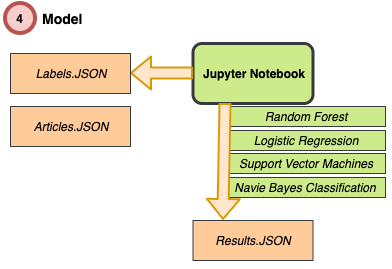 4 Model
Labels.JSON
Jupyter Notebook
Articles.JSON
Random Forest
Logistic Regression
Support Vector Machines
Navie Bayes Classification
Results.JSON